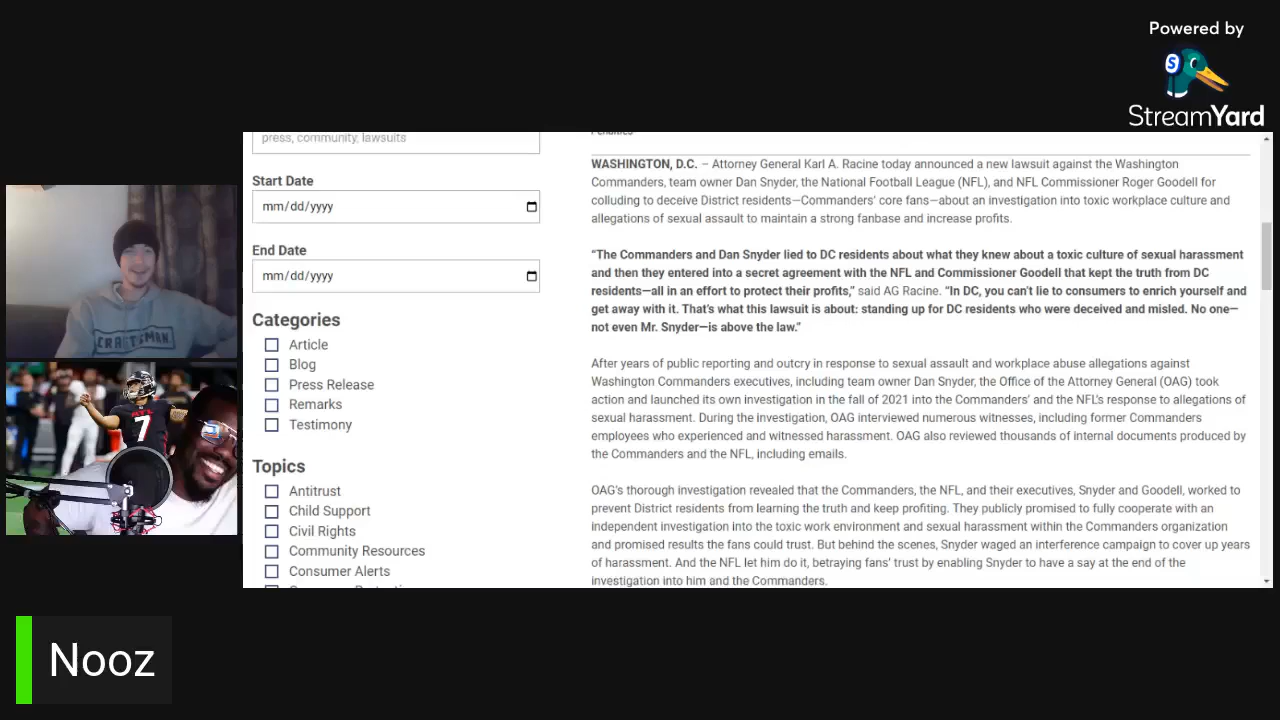 Powered by
StreamYard
press, community, lawsuits
Start Date
mm/dd/yyyy
End Date
mm/dd/yyyy
Categories
Article
Blog
Press Release
Remarks
Testimony
Topics
Antitrust
Child Support
Civil Rights
Community Resources
Consumer Alerts
Penalties
WASHINGTON, D.C. – Attorney General Karl A. Racine today announced a new lawsuit against the Washington
Commanders, team owner Dan Snyder, the National Football League (NFL), and NFL Commissioner Roger Goodell for
colluding to deceive District residents—Commanders’ core fans—about an investigation into toxic workplace culture and
allegations of sexual assault to maintain a strong fanbase and increase profits.
“The Commanders and Dan Snyder lied to DC residents about what they knew about a toxic culture of sexual harassment
and then they entered into a secret agreement with the NFL and Commissioner Goodell that kept the truth from DC
residents—all in an effort to protect their profits,” said AG Racine. “In DC, you can’t lie to consumers to enrich yourself and
get away with it. That’s what this lawsuit is about: standing up for DC residents who were deceived and misled. No one—
not even Mr. Snyder—is above the law.”
After years of public reporting and outcry in response to sexual assault and workplace abuse allegations against
Washington Commanders executives, including team owner Dan Snyder, the Office of the Attorney General (OAG) took
action and launched its own investigation in the fall of 2021 into the Commanders’ and the NFL’s response to allegations of
sexual harassment. During the investigation, OAG interviewed numerous witnesses, including former Commanders
employees who experienced and witnessed harassment. OAG also reviewed thousands of internal documents produced by
the Commanders and the NFL, including emails.
OAG’s thorough investigation revealed that the Commanders, the NFL, and their executives, Snyder and Goodell, worked to
prevent District residents from learning the truth and keep profiting. They publicly promised to fully cooperate with an
independent investigation into the toxic work environment and sexual harassment within the Commanders organization
and promised results the fans could trust. But behind the scenes, Snyder waged an interference campaign to cover up years
of harassment. And the NFL let him do it, betraying fans’ trust by enabling Snyder to have a say at the end of the
investigation into him and the Commanders.
CRAFTSMAN
ATL
7
Nooz